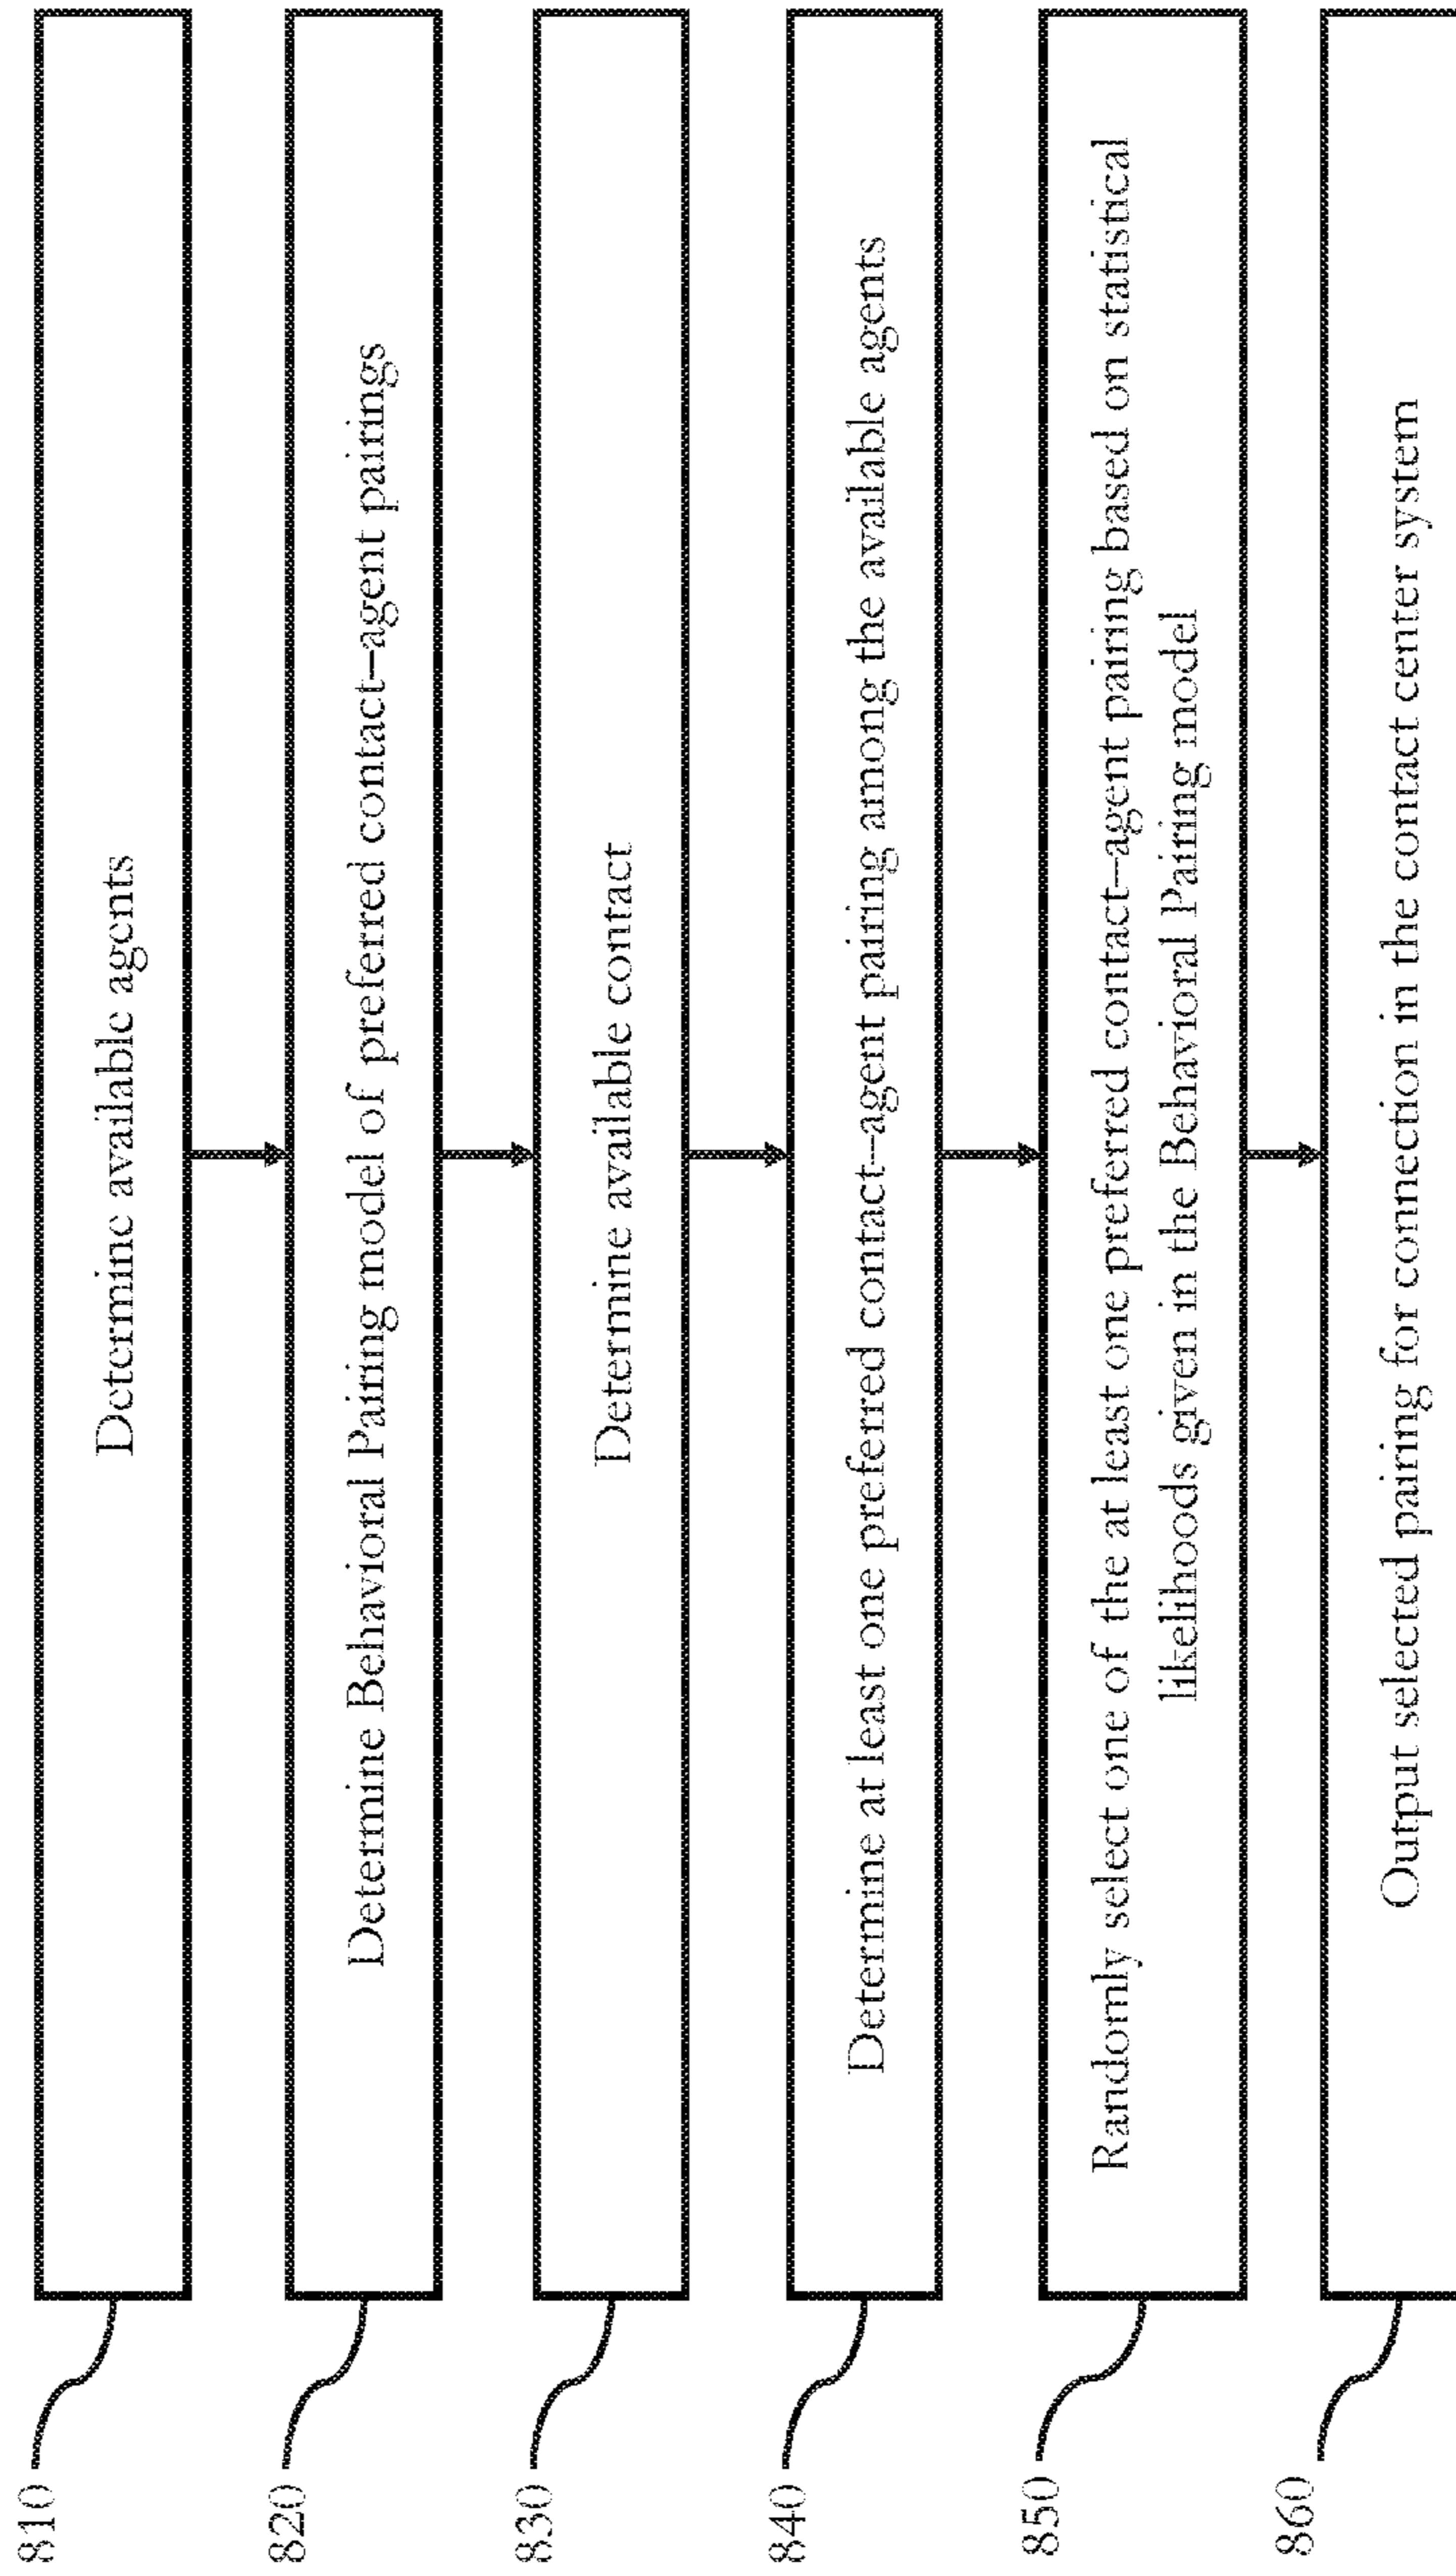 810
Determine available agents
820
Determine Behavioral Pairing model of preferred contact–agent pairings
830
Determine available contact
840
Determine at least one preferred contact–agent pairing among the available agents
850
Randomly select one of the at least one preferred contact–agent pairing based on statistical
likelihoods given in the Behavioral Pairing model
860
Output selected pairing for connection in the contact center system